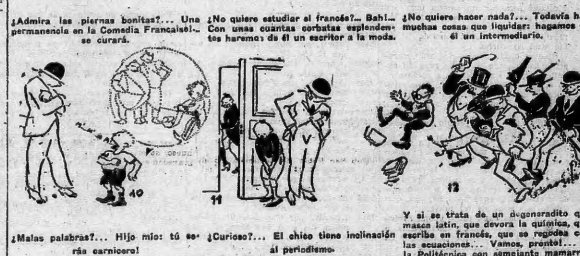 ¿Admira las piernas bonitas?... Una
permanencia en la Comedia Française!...
se curará.
¿No quiere estudiar el francés?... Bah!...
Con unas cuantas corbatas esplenden-
tes haremos de él un escritor a la moda.
¿No quiere hacer nada?... Todavía h
muchas cosas que liquidar: hagamos
él un intermediario.
10
11
12
¿Malas palabras?... Hijo mío: tú se-
rás carnicero!
¿Curioso?... El chico tiene inclinación
al periodismo.
Y si se trata de un degeneradito q
masca latín, que devora la química, q
escribe en francés, que se regodea c
las ecuaciones... Vamos, pronto!...
la Politécnica con semejante mamarr